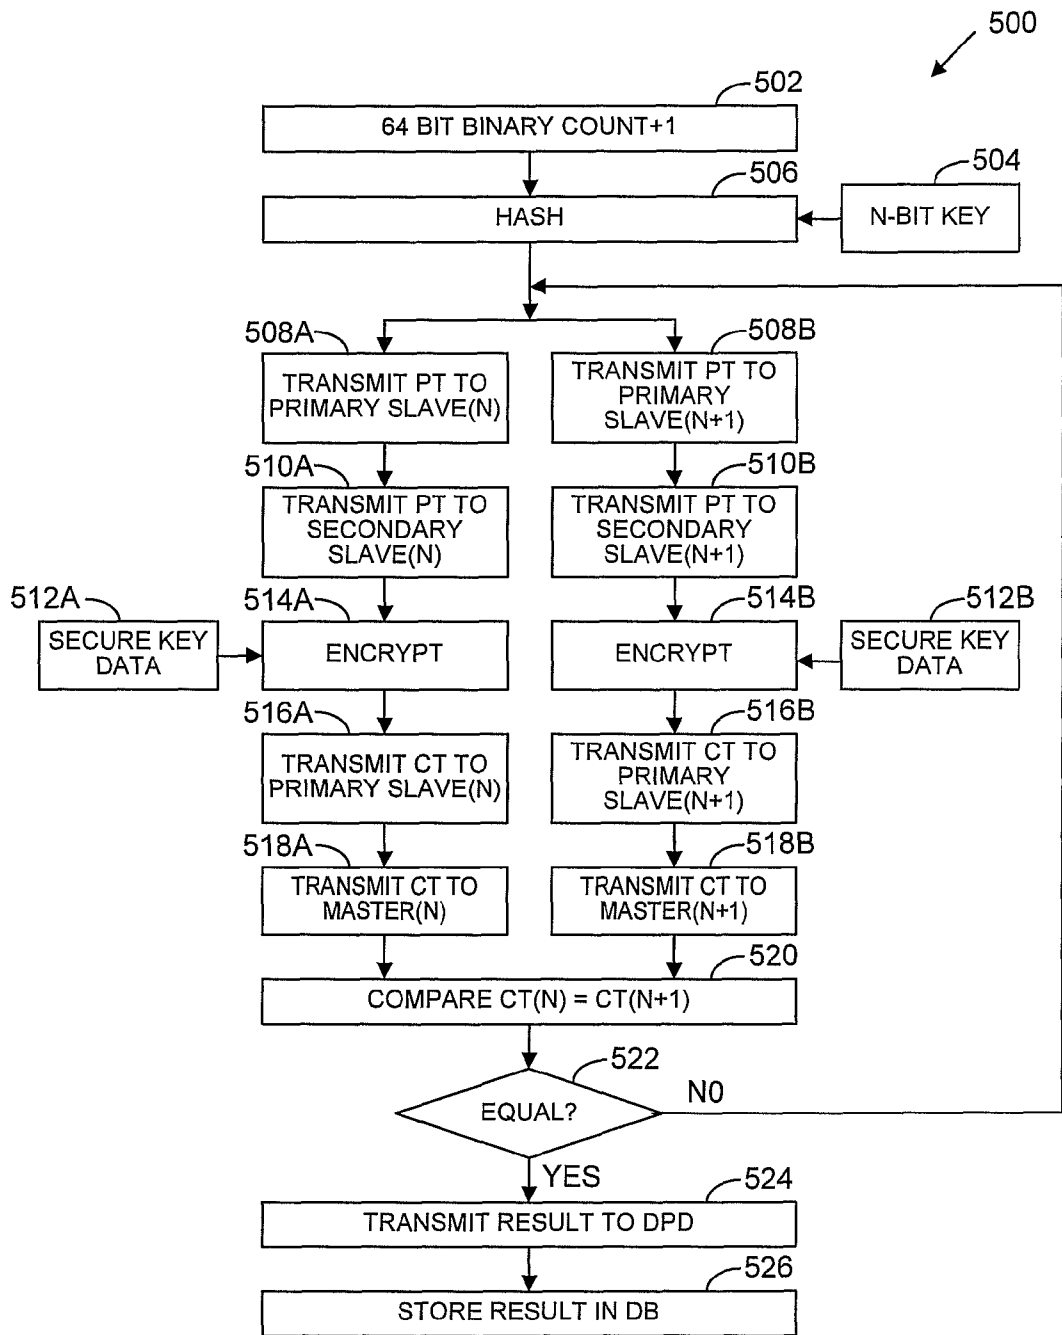 500
502
64 BIT BINARY COUNT+1
506
504
HASH
N-BIT KEY
508A
508B
TRANSMIT PT TO
PRIMARY SLAVE(N)
TRANSMIT PT TO
PRIMARY
SLAVE(N+1)
510A
510B
TRANSMIT PT TO
SECONDARY
SLAVE(N)
TRANSMIT PT TO
SECONDARY
SLAVE(N+1)
512A
514A
514B
512B
SECURE KEY
DATA
ENCRYPT
ENCRYPT
SECURE KEY
DATA
516A
516B
TRANSMIT CT TO
PRIMARY SLAVE(N)
TRANSMIT CT TO
PRIMARY
SLAVE(N+1)
518A
518B
TRANSMIT CT TO
MASTER(N)
TRANSMIT CT TO
MASTER(N+1)
520
COMPARE CT(N) = CT(N+1)
522
EQUAL?
N0
YES
524
TRANSMIT RESULT TO DPD
526
STORE RESULT IN DB